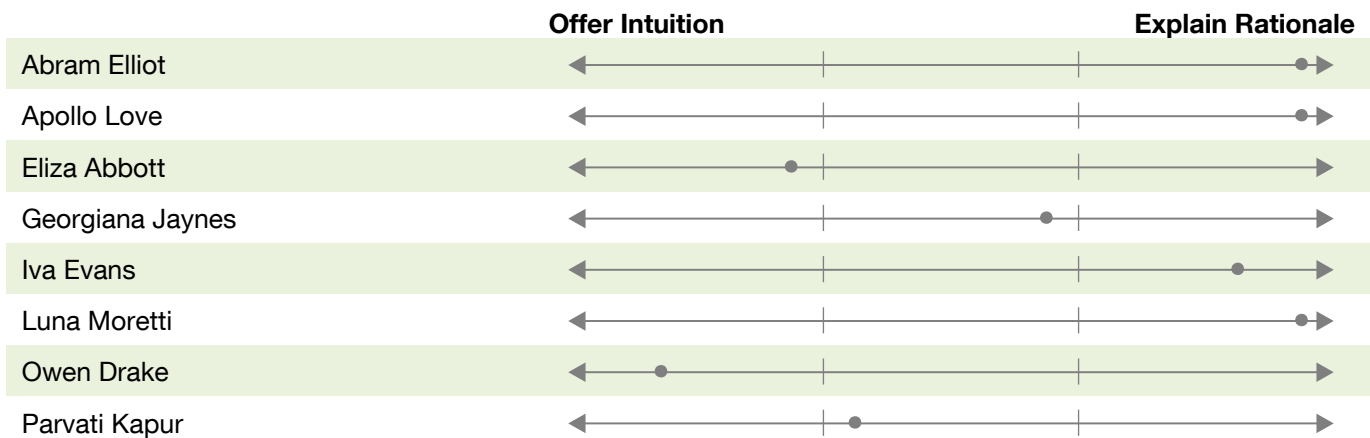 Offer Intuition Explain Rationale
Abram Elliot
Apollo Love
Eliza Abbott
Georgiana Jaynes
Iva Evans
Luna Moretti
Owen Drake
Parvati Kapur